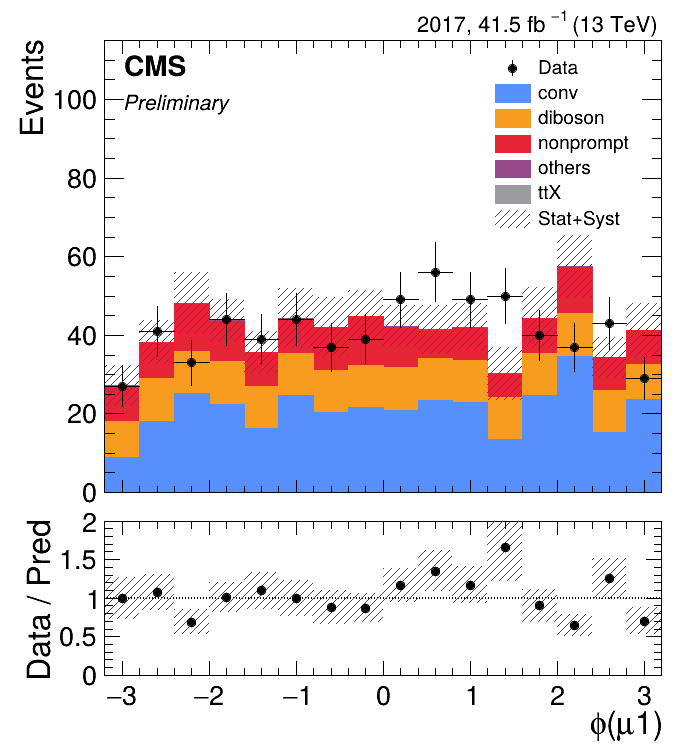 2017, 41.5 fb⁻¹ (13 TeV)
CMS
Preliminary
Events
100
80
60
40
20
0
Data
conv
diboson
nonprompt
others
ttX
Stat+Syst
Data / Pred
2
1.5
1
0.5
0
−3 −2 −1 0 1 2 3
ϕ(μ1)